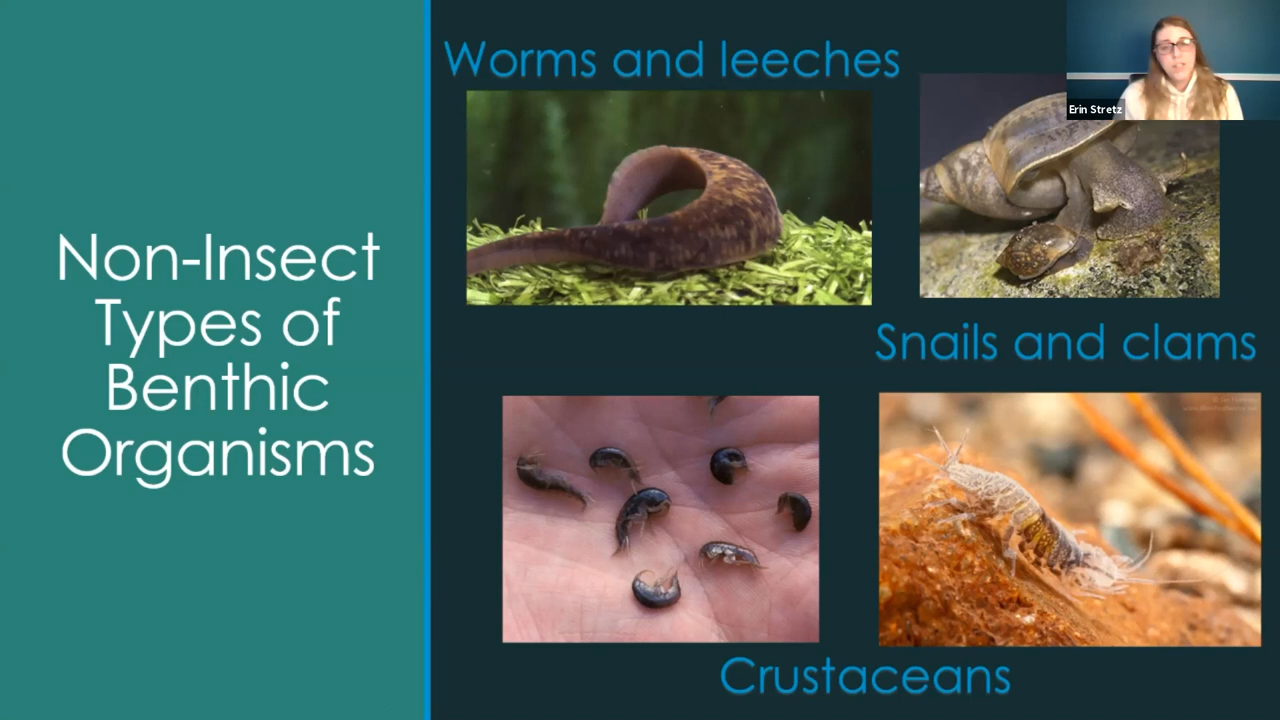 Non-Insect
Types of
Benthic
Organisms
Worms and leeches
Erin Stretz
Snails and clams
Crustaceans